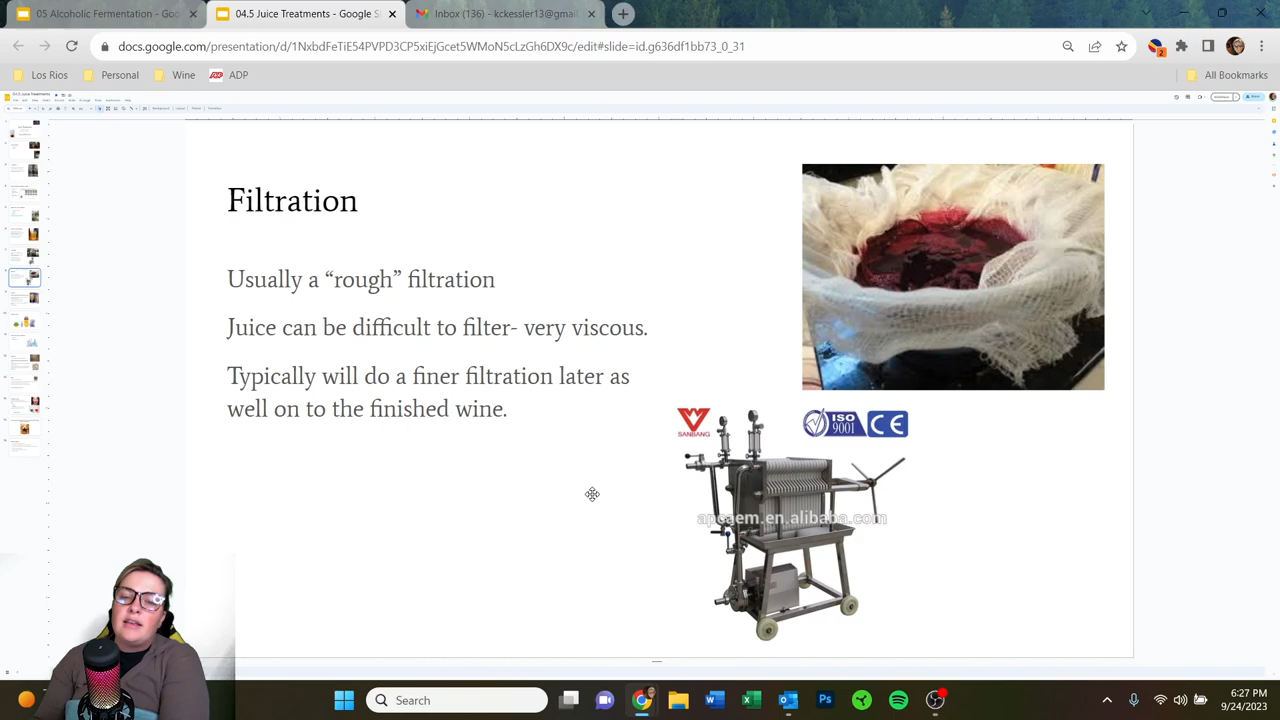 05 Alcoholic Fermentation - Goo
04.5 Juice Treatments - Google S
Inbox (136) - kckessler13@gmail.
docs.google.com/presentation/d/1NxbdFeTiE54PVPD3CP5xiEjGcet5WMoN5cLzGh6DX9c/edit#slide=id.g636df1bb73_0_31
Los Rios
Personal
Wine
ADP
All Bookmarks
Filtration
Usually a “rough” filtration
Juice can be difficult to filter- very viscous.
Typically will do a finer filtration later as
well on to the finished wine.
SANBANG
ISO
9001
CE
apcaem.en.alibaba.com
Search
6:27 PM
9/24/2023